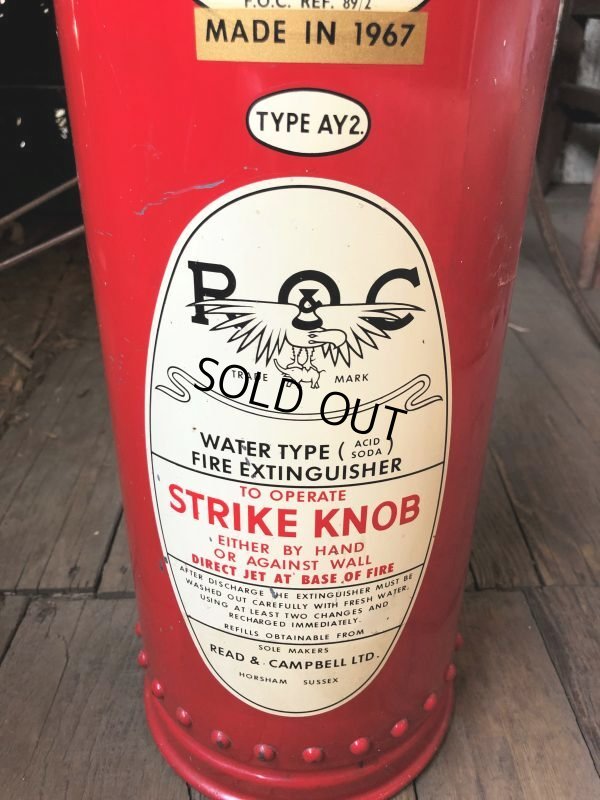 F.O.C. REF. 89/2
MADE IN 1967
TYPE AY2.
R & C
TRADE MARK
SOLD OUT
WATER TYPE ( ACID SODA )
FIRE EXTINGUISHER
TO OPERATE
STRIKE KNOB
EITHER BY HAND
OR AGAINST WALL
DIRECT JET AT BASE OF FIRE
AFTER DISCHARGE THE EXTINGUISHER MUST BE
WASHED OUT CAREFULLY WITH FRESH WATER,
USING AT LEAST TWO CHANGES AND
RECHARGED IMMEDIATELY.
REFILLS OBTAINABLE FROM
SOLE MAKERS
READ & CAMPBELL LTD.
HORSHAM SUSSEX